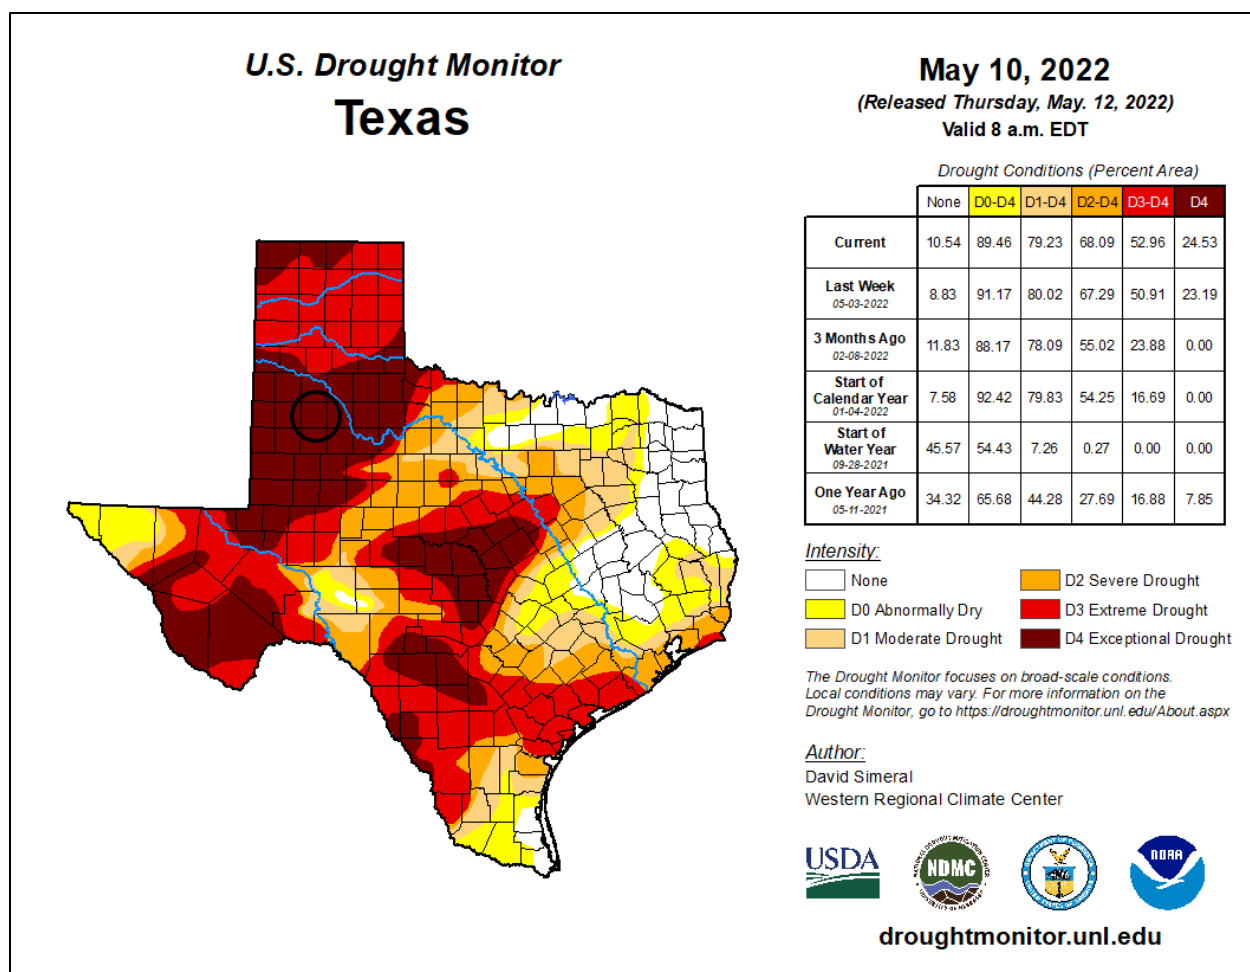 U.S. Drought Monitor
Texas
May 10, 2022
(Released Thursday, May. 12, 2022)
Valid 8 a.m. EDT
Drought Conditions (Percent Area)
None D0-D4 D1-D4 D2-D4 D3-D4 D4
Current 10.54 89.46 79.23 68.09 52.96 24.53
Last Week
05-03-2022 8.83 91.17 80.02 67.29 50.91 23.19
3 Months Ago
02-08-2022 11.83 88.17 78.09 55.02 23.88 0.00
Start of
Calendar Year
01-04-2022 7.58 92.42 79.83 54.25 16.69 0.00
Start of
Water Year
09-28-2021 45.57 54.43 7.26 0.27 0.00 0.00
One Year Ago
05-11-2021 34.32 65.68 44.28 27.69 16.88 7.85
Intensity:
None
D0 Abnormally Dry
D1 Moderate Drought
D2 Severe Drought
D3 Extreme Drought
D4 Exceptional Drought
The Drought Monitor focuses on broad-scale conditions.
Local conditions may vary. For more information on the
Drought Monitor, go to https://droughtmonitor.unl.edu/About.aspx
Author:
David Simeral
Western Regional Climate Center
USDA
NDMC
NOAA
droughtmonitor.unl.edu